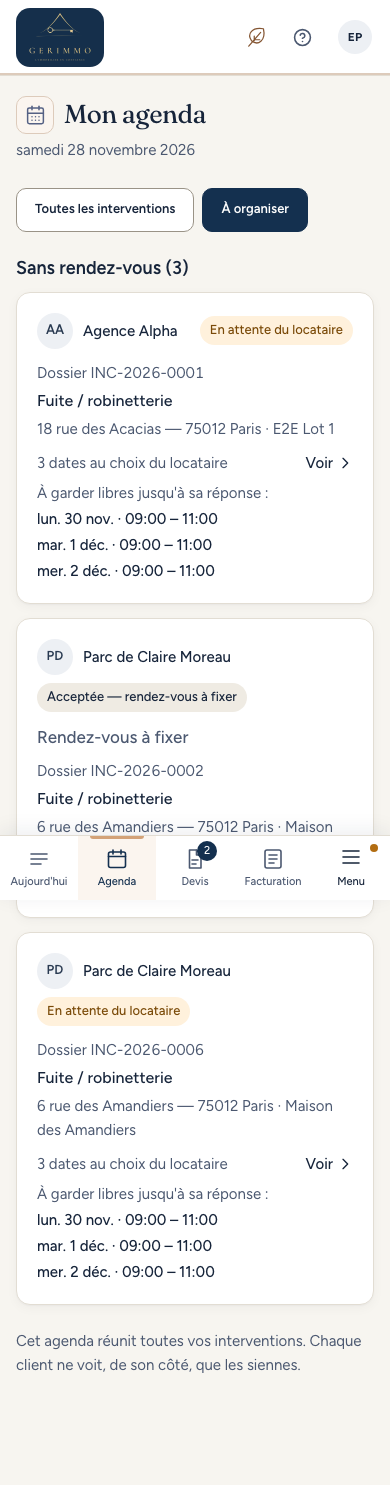 GERIMMO
EP
Mon agenda
samedi 28 novembre 2026
Toutes les interventions
À organiser
Sans rendez-vous (3)
AA
Agence Alpha
En attente du locataire
Dossier INC-2026-0001
Fuite / robinetterie
18 rue des Acacias — 75012 Paris · E2E Lot 1
3 dates au choix du locataire
Voir
À garder libres jusqu'à sa réponse :
lun. 30 nov. · 09:00 – 11:00
mar. 1 déc. · 09:00 – 11:00
mer. 2 déc. · 09:00 – 11:00
PD
Parc de Claire Moreau
Acceptée — rendez-vous à fixer
Rendez-vous à fixer
Dossier INC-2026-0002
Fuite / robinetterie
6 rue des Amandiers — 75012 Paris · Maison
2
Aujourd'hui
Agenda
Devis
Facturation
Menu
PD
Parc de Claire Moreau
En attente du locataire
Dossier INC-2026-0006
Fuite / robinetterie
6 rue des Amandiers — 75012 Paris · Maison
des Amandiers
3 dates au choix du locataire
Voir
À garder libres jusqu'à sa réponse :
lun. 30 nov. · 09:00 – 11:00
mar. 1 déc. · 09:00 – 11:00
mer. 2 déc. · 09:00 – 11:00
Cet agenda réunit toutes vos interventions. Chaque
client ne voit, de son côté, que les siennes.